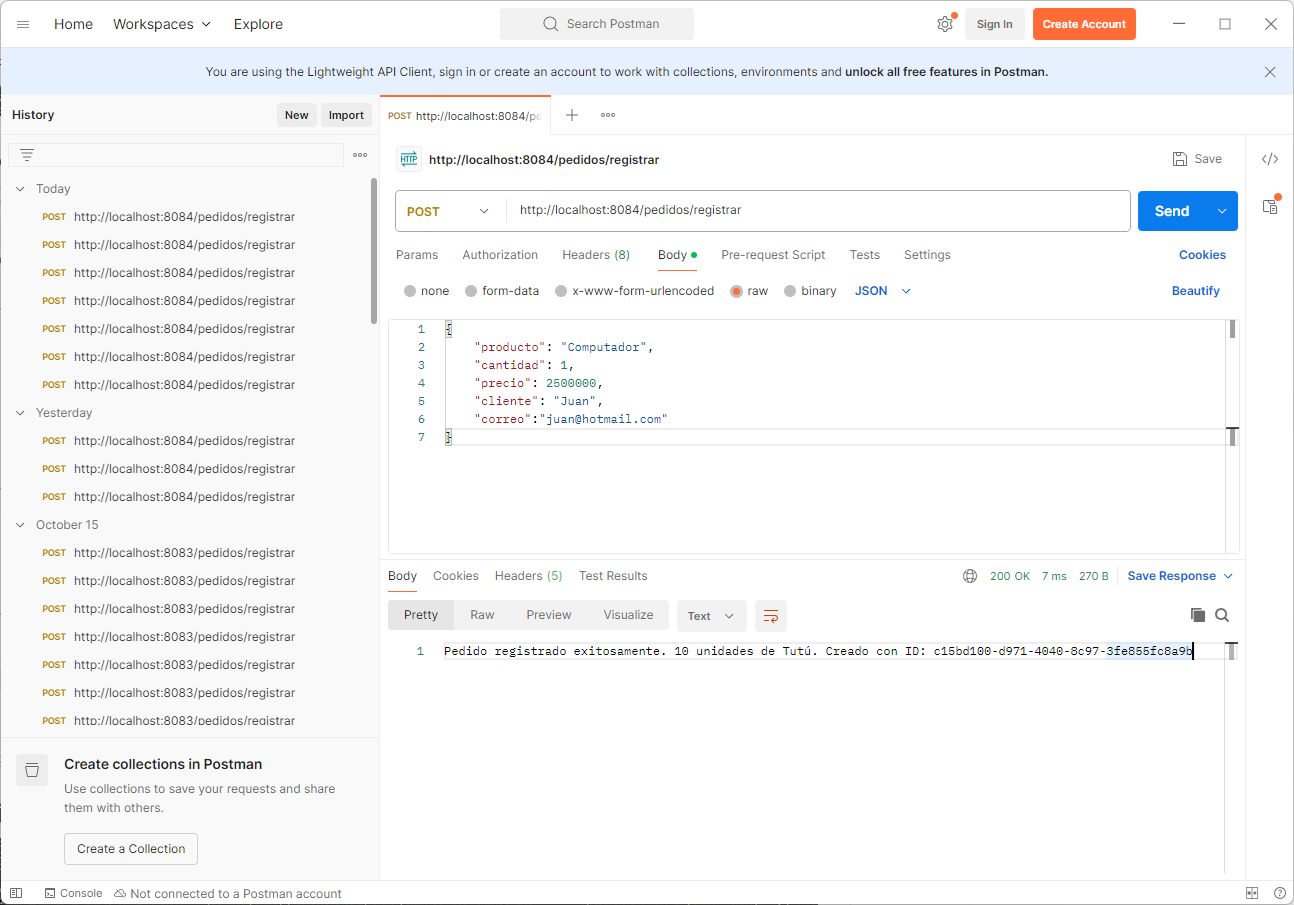 Home Workspaces Explore Search Postman Sign In Create Account
You are using the Lightweight API Client, sign in or create an account to work with collections, environments and unlock all free features in Postman.
History New Import
POST http://localhost:8084/pe
HTTP http://localhost:8084/pedidos/registrar Save
Today
POST http://localhost:8084/pedidos/registrar
POST http://localhost:8084/pedidos/registrar
POST http://localhost:8084/pedidos/registrar
POST http://localhost:8084/pedidos/registrar
POST http://localhost:8084/pedidos/registrar
POST http://localhost:8084/pedidos/registrar
POST http://localhost:8084/pedidos/registrar
Yesterday
POST http://localhost:8084/pedidos/registrar
POST http://localhost:8084/pedidos/registrar
POST http://localhost:8084/pedidos/registrar
October 15
POST http://localhost:8083/pedidos/registrar
POST http://localhost:8083/pedidos/registrar
POST http://localhost:8083/pedidos/registrar
POST http://localhost:8083/pedidos/registrar
POST http://localhost:8083/pedidos/registrar
POST http://localhost:8083/pedidos/registrar
POST http://localhost:8083/pedidos/registrar
Create collections in Postman
Use collections to save your requests and share
them with others.
Create a Collection
POST http://localhost:8084/pedidos/registrar Send
Params Authorization Headers (8) Body Pre-request Script Tests Settings Cookies
none form-data x-www-form-urlencoded raw binary JSON Beautify
1 {
2 "producto": "Computador",
3 "cantidad": 1,
4 "precio": 2500000,
5 "cliente": "Juan",
6 "correo":"juan@hotmail.com"
7 }
Body Cookies Headers (5) Test Results 200 OK 7 ms 270 B Save Response
Pretty Raw Preview Visualize Text
1 Pedido registrado exitosamente. 10 unidades de Tutú. Creado con ID: c15bd100-d971-4040-8c97-3fe855fc8a9b
Console Not connected to a Postman account